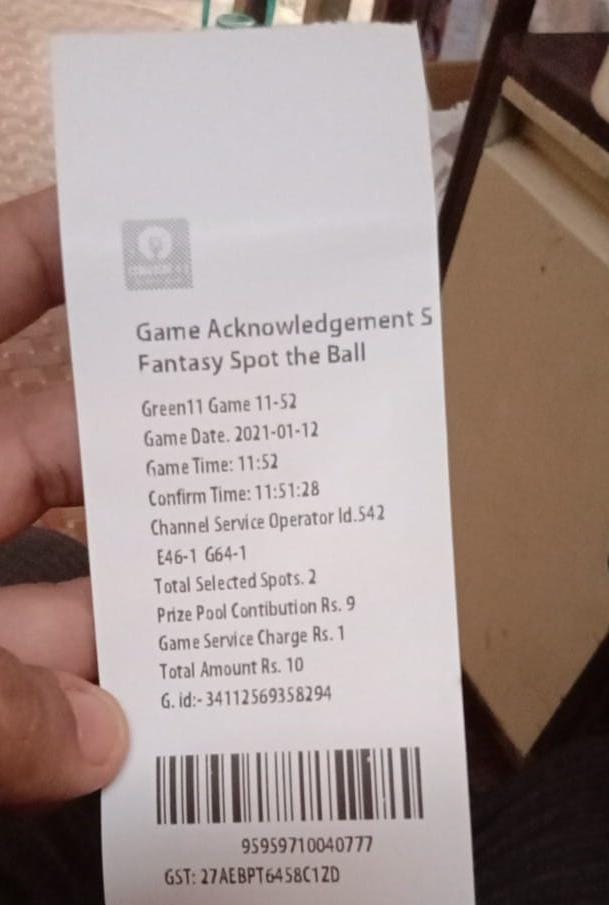 Game Acknowledgement S
Fantasy Spot the Ball
Green11 Game 11-52
Game Date. 2021-01-12
Game Time: 11:52
Confirm Time: 11:51:28
Channel Service Operator Id.542
E46-1 G64-1
Total Selected Spots. 2
Prize Pool Contibution Rs. 9
Game Service Charge Rs. 1
Total Amount Rs. 10
G. id:- 34112569358294
95959710040777
GST: 27AEBPT6458C1ZD